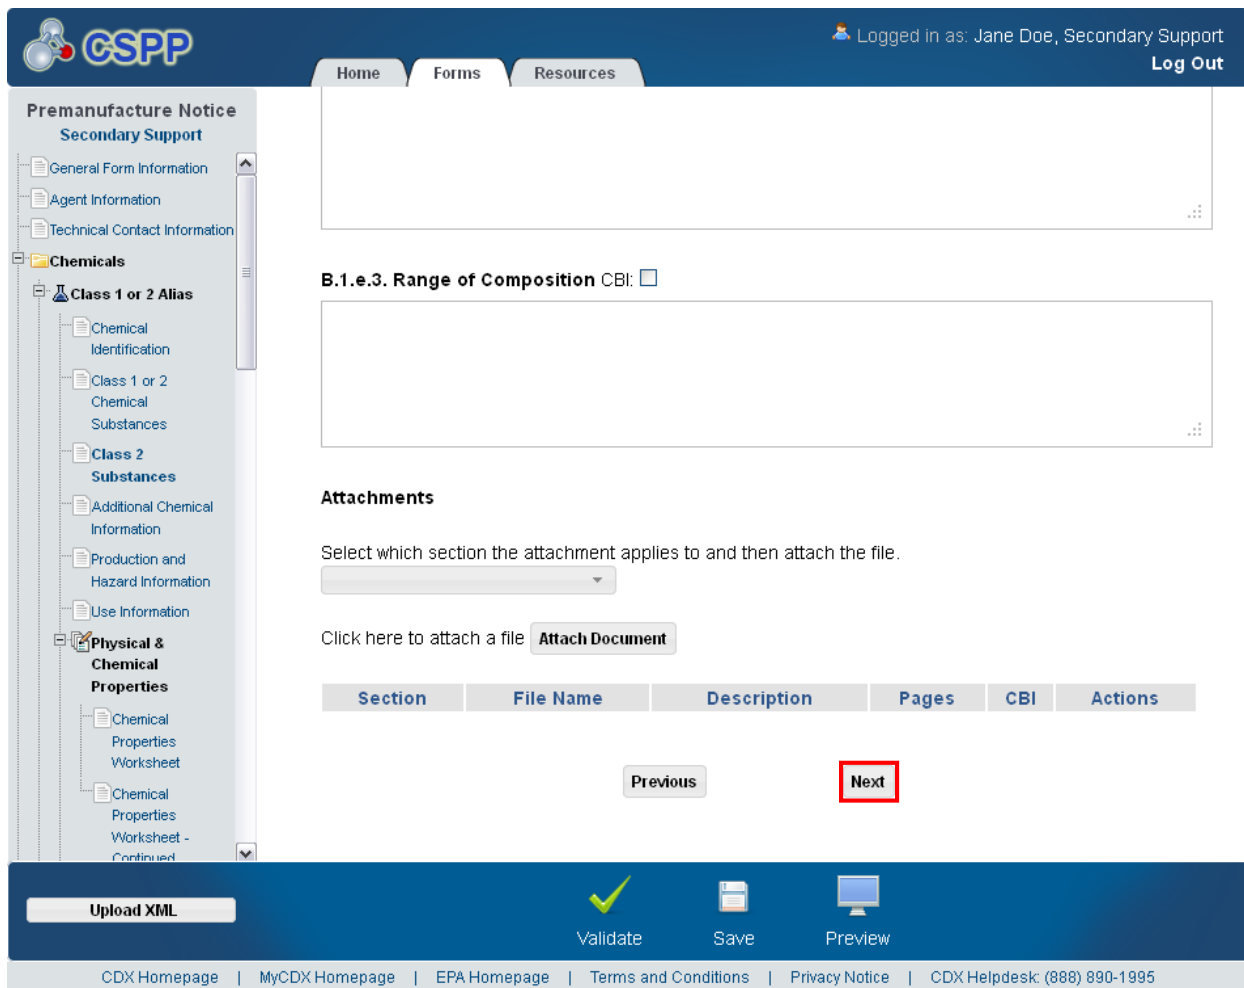 CSPP
Logged in as: Jane Doe, Secondary Support
Log Out
Home
Forms
Resources
Premanufacture Notice
Secondary Support
General Form Information
Agent Information
Technical Contact Information
Chemicals
Class 1 or 2 Alias
Chemical
Identification
Class 1 or 2
Chemical
Substances
Class 2
Substances
Additional Chemical
Information
Production and
Hazard Information
Use Information
Physical &
Chemical
Properties
Chemical
Properties
Worksheet
Chemical
Properties
Worksheet -
Continued
B.1.e.3. Range of Composition CBI:
Attachments
Select which section the attachment applies to and then attach the file.
Click here to attach a file Attach Document
Section File Name Description Pages CBI Actions
Previous Next
Upload XML
Validate Save Preview
CDX Homepage | MyCDX Homepage | EPA Homepage | Terms and Conditions | Privacy Notice | CDX Helpdesk: (888) 890-1995